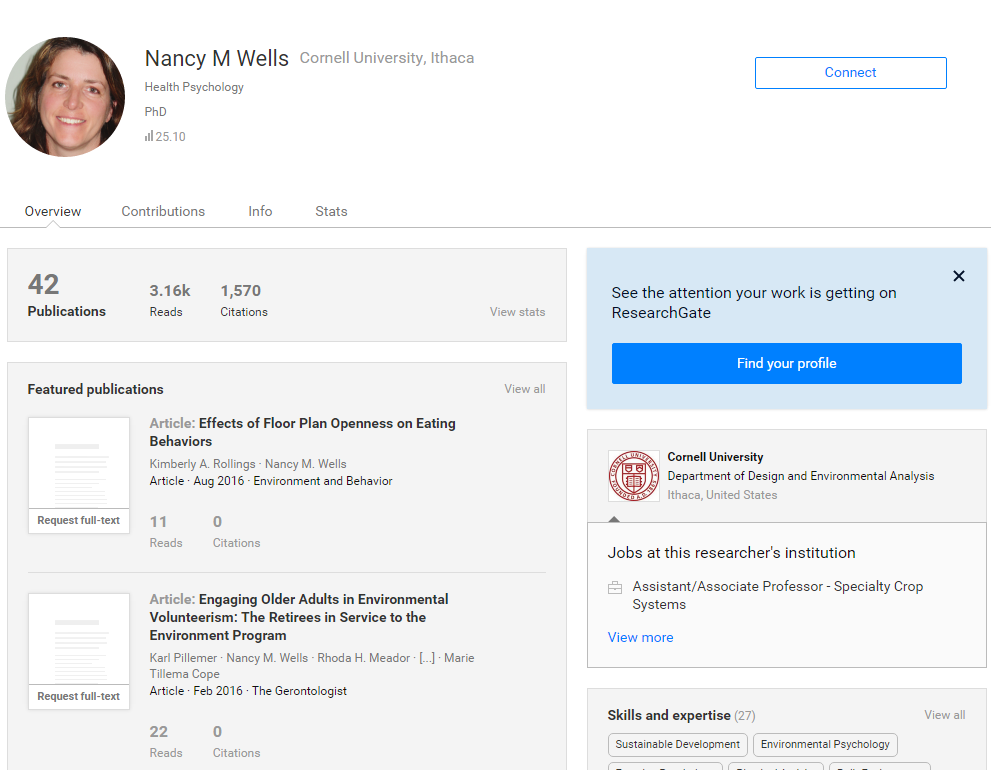 Nancy M Wells Cornell University, Ithaca
Health Psychology
PhD
25.10
Connect
Overview Contributions Info Stats
42
Publications
3.16k
Reads
1,570
Citations
View stats
Featured publications View all
Article: Effects of Floor Plan Openness on Eating
Behaviors
Kimberly A. Rollings · Nancy M. Wells
Article · Aug 2016 · Environment and Behavior
Request full-text
11 0
Reads Citations
Article: Engaging Older Adults in Environmental
Volunteerism: The Retirees in Service to the
Environment Program
Karl Pillemer · Nancy M. Wells · Rhoda H. Meador · [...] · Marie
Tillema Cope
Article · Feb 2016 · The Gerontologist
Request full-text
22 0
Reads Citations
See the attention your work is getting on
ResearchGate
Find your profile
Cornell University
Department of Design and Environmental Analysis
Ithaca, United States
Jobs at this researcher's institution
Assistant/Associate Professor - Specialty Crop
Systems
View more
Skills and expertise (27) View all
Sustainable Development Environmental Psychology